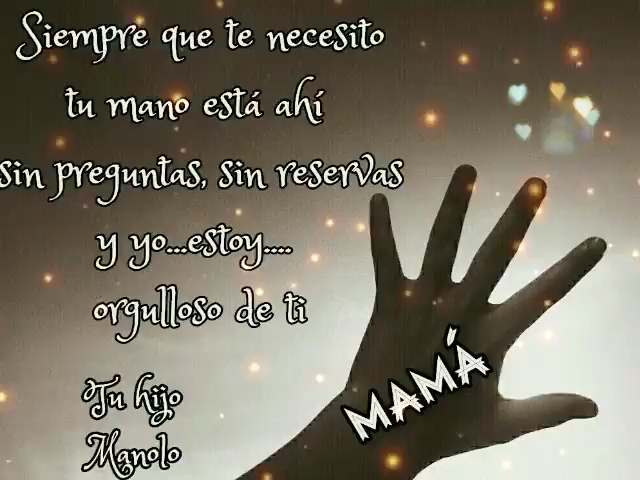 Siempre que te necesito
tu mano está ahí
sin preguntas, sin reservas
y yo...estoy....
orgulloso de ti
Tu hijo
Manolo
MAMÁ